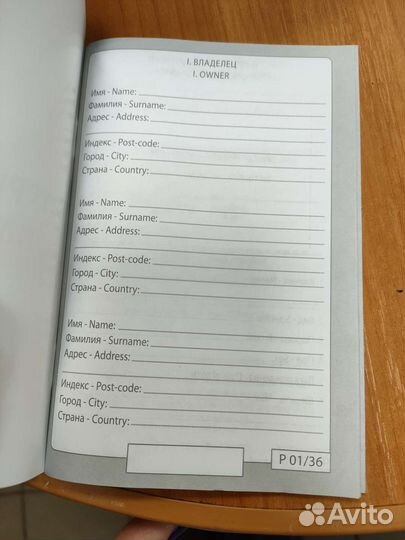 I. ВЛАДЕЛЕЦ
I. OWNER
Имя - Name:
Фамилия - Surname:
Адрес - Address:
Индекс - Post-code:
Город - City:
Страна - Country:
Имя - Name:
Фамилия - Surname:
Адрес - Address:
Индекс - Post-code:
Город - City:
Страна - Country:
Имя - Name:
Фамилия - Surname:
Адрес - Address:
Индекс - Post-code:
Город - City:
Страна - Country:
P 01/36
Avito